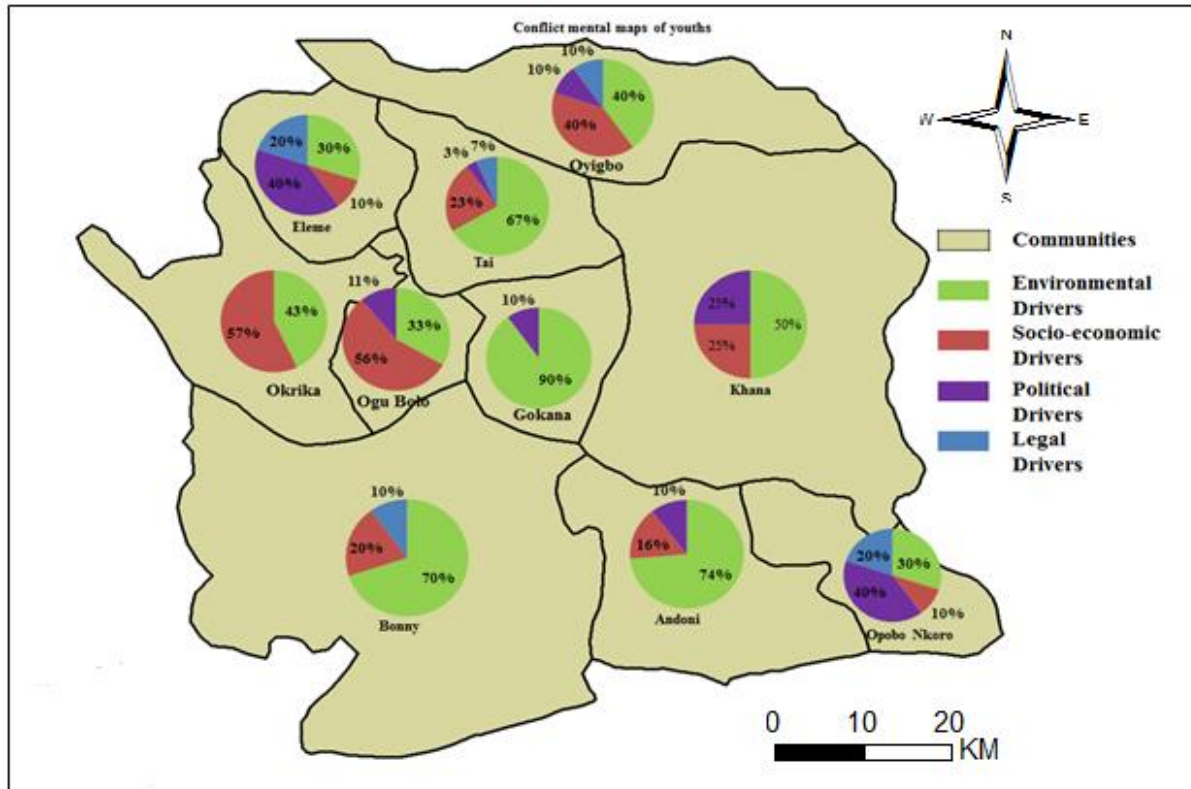 Conflict mental maps of youths
N
W
E
S
10%
10%
40%
40%
Oyigbo
20%
30%
40%
10%
Eleme
3%
7%
23%
67%
Tai
43%
57%
Okrika
11%
33%
56%
Ogu Bolo
10%
90%
Gokana
25%
50%
25%
Khana
10%
20%
70%
Bonny
10%
16%
74%
Andoni
20%
30%
40%
10%
Opobo Nkoro
Communities
Environmental
Drivers
Socio-economic
Drivers
Political
Drivers
Legal
Drivers
0 10 20
KM